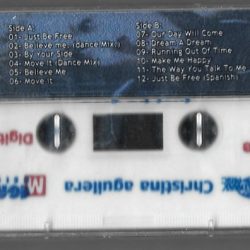 Side A:
01- Just Be Free
02- Believe me, (Dance Mix)
03- By Your Side
04- Move It (Dance Mix)
05- Believe Me
06- Move It
Side B:
07- Our Day Will Come
08- Dream A Dream
09- Running Out Of Time
10- Make Me Happy
11- The Way You Talk To Me
12- Just Be Free (Spanish)
Christina aguilera
Digit